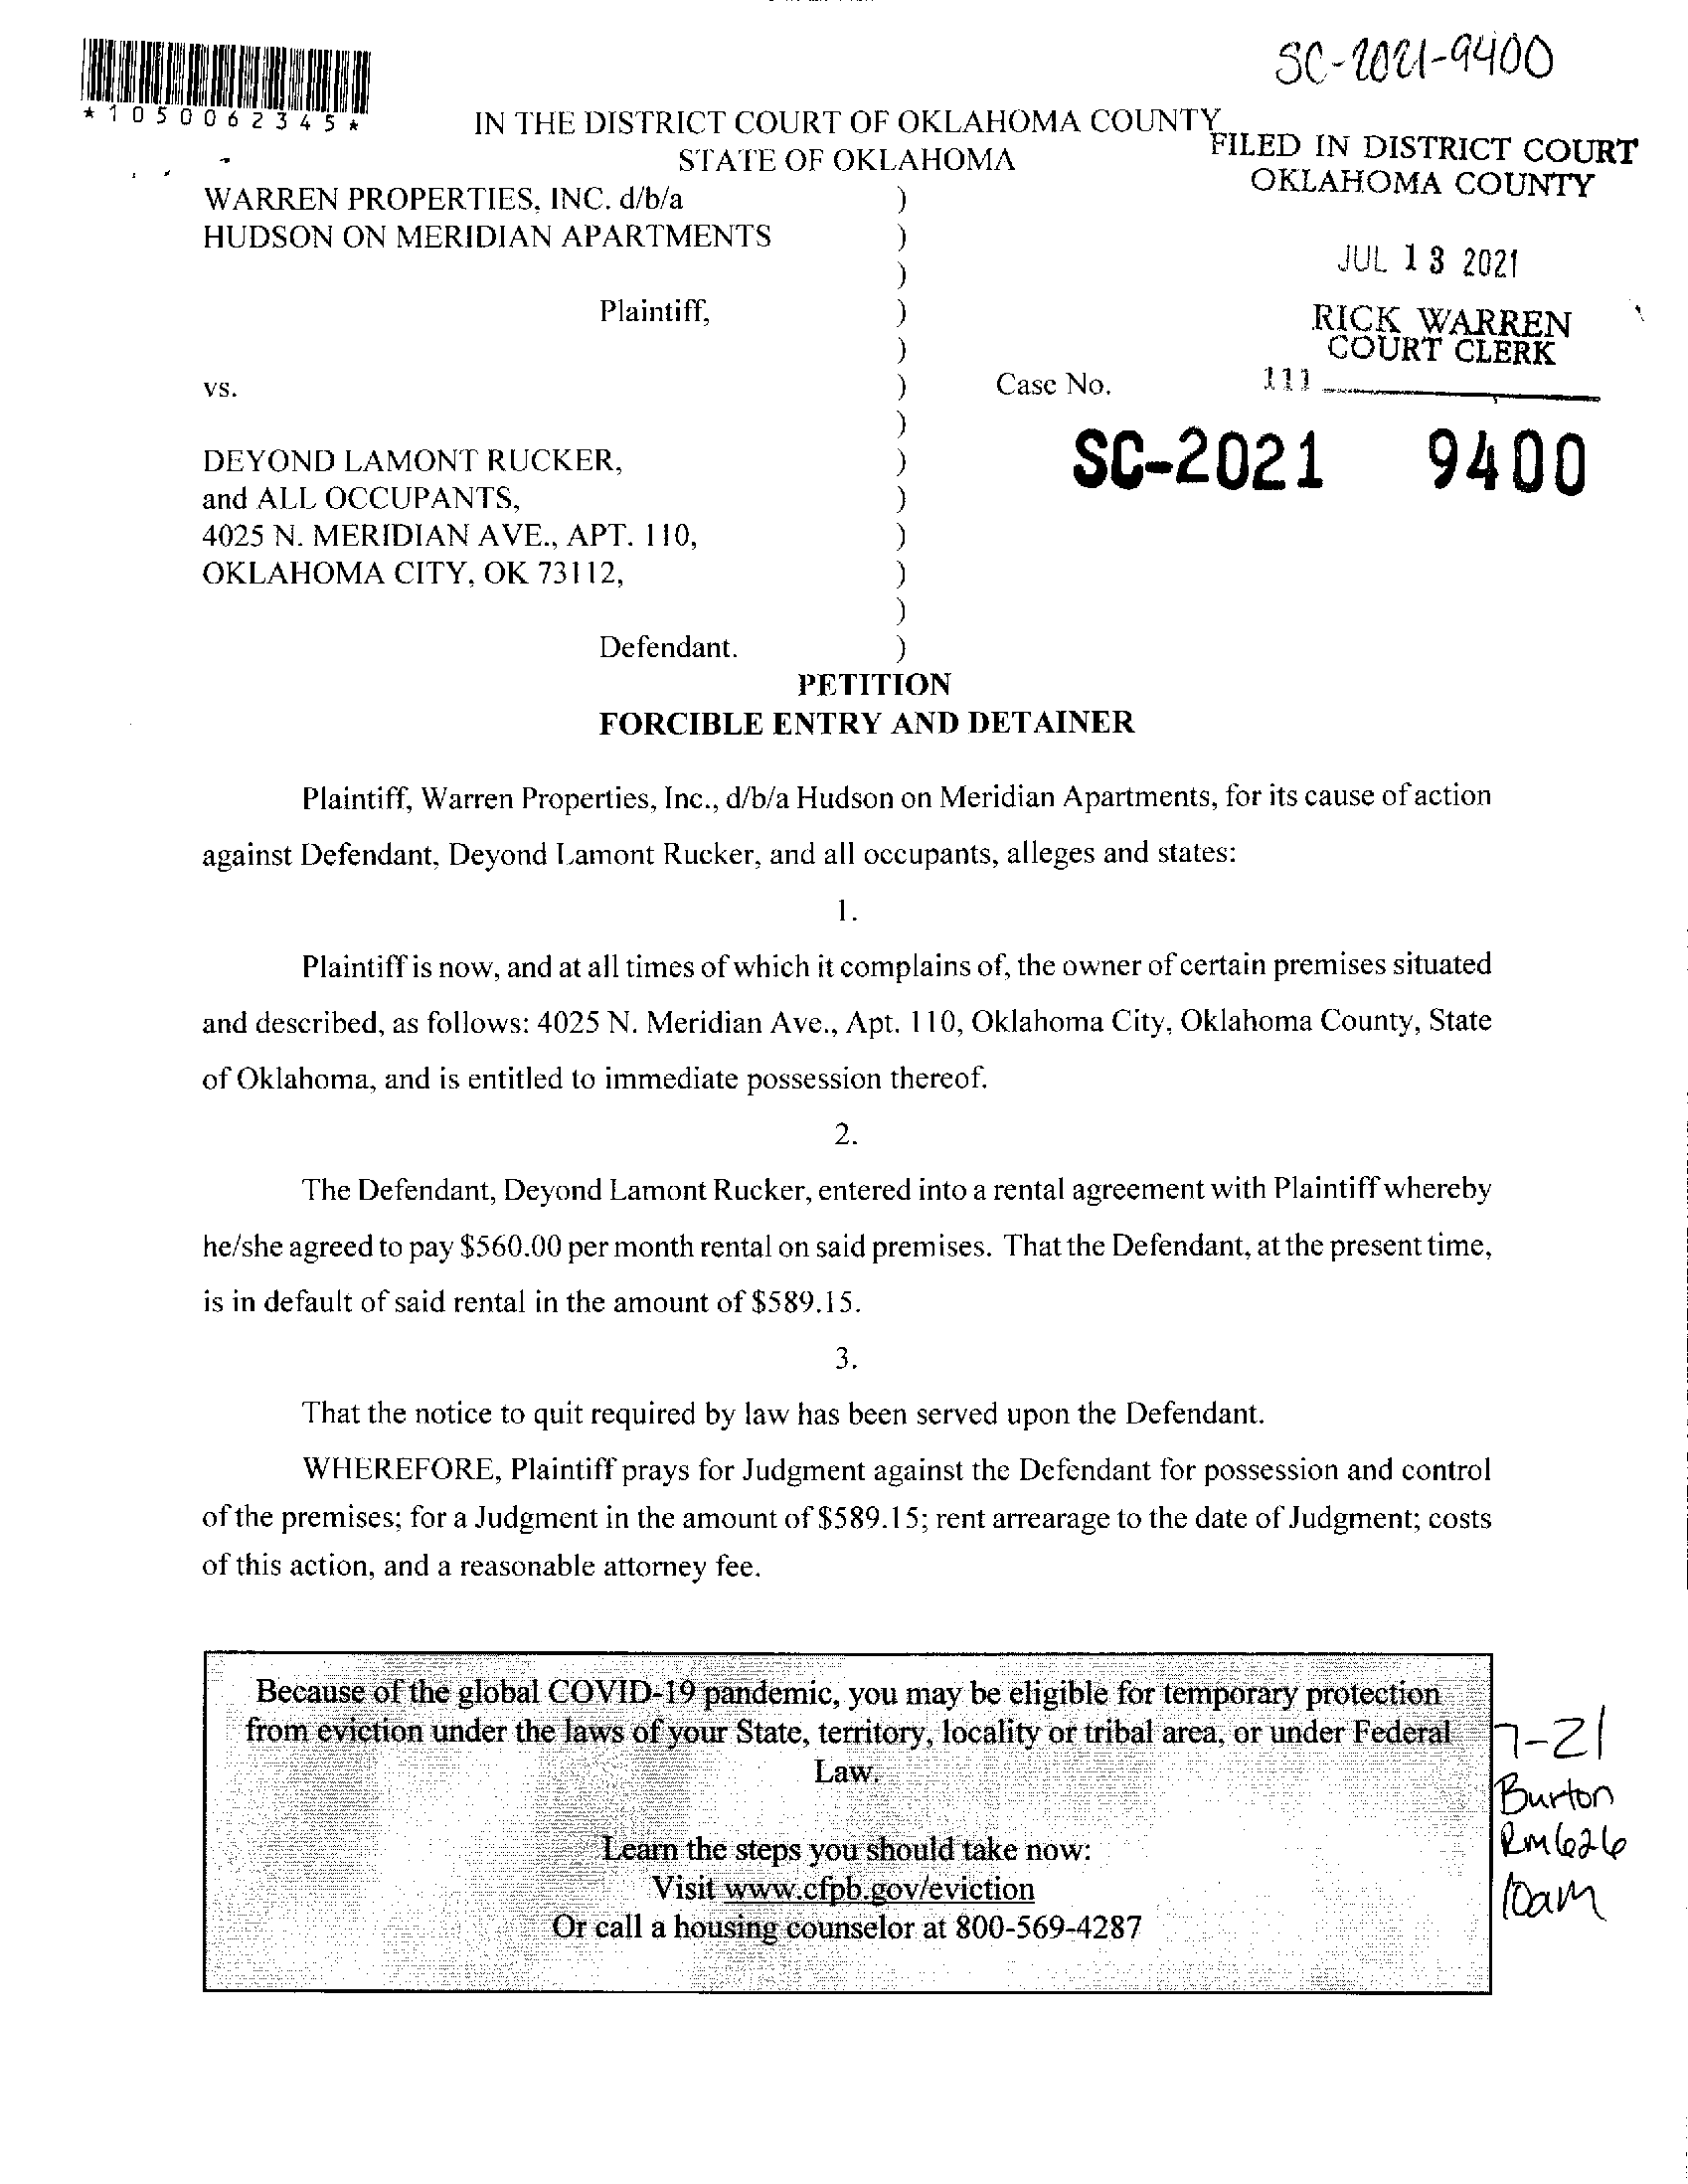 SC-2021-9400
*1050062345*
IN THE DISTRICT COURT OF OKLAHOMA COUNTY
STATE OF OKLAHOMA
FILED IN DISTRICT COURT
OKLAHOMA COUNTY
JUL 13 2021
RICK WARREN
COURT CLERK
111
WARREN PROPERTIES, INC. d/b/a )
HUDSON ON MERIDIAN APARTMENTS )
)
Plaintiff, )
)
vs. ) Case No.
)
SC-2021 9400
DEYOND LAMONT RUCKER, )
and ALL OCCUPANTS, )
4025 N. MERIDIAN AVE., APT. 110, )
OKLAHOMA CITY, OK 73112, )
)
Defendant. )
PETITION
FORCIBLE ENTRY AND DETAINER
Plaintiff, Warren Properties, Inc., d/b/a Hudson on Meridian Apartments, for its cause of action
against Defendant, Deyond Lamont Rucker, and all occupants, alleges and states:
1.
Plaintiff is now, and at all times of which it complains of, the owner of certain premises situated
and described, as follows: 4025 N. Meridian Ave., Apt. 110, Oklahoma City, Oklahoma County, State
of Oklahoma, and is entitled to immediate possession thereof.
2.
The Defendant, Deyond Lamont Rucker, entered into a rental agreement with Plaintiff whereby
he/she agreed to pay $560.00 per month rental on said premises. That the Defendant, at the present time,
is in default of said rental in the amount of $589.15.
3.
That the notice to quit required by law has been served upon the Defendant.
WHEREFORE, Plaintiff prays for Judgment against the Defendant for possession and control
of the premises; for a Judgment in the amount of $589.15; rent arrearage to the date of Judgment; costs
of this action, and a reasonable attorney fee.
Because of the global COVID-19 pandemic, you may be eligible for temporary protection
from eviction under the laws of your State, territory, locality or tribal area, or under Federal
Law.
Learn the steps you should take now:
Visit www.cfpb.gov/eviction
Or call a housing counselor at 800-569-4287
7-21
Burton
Rm 626
10am